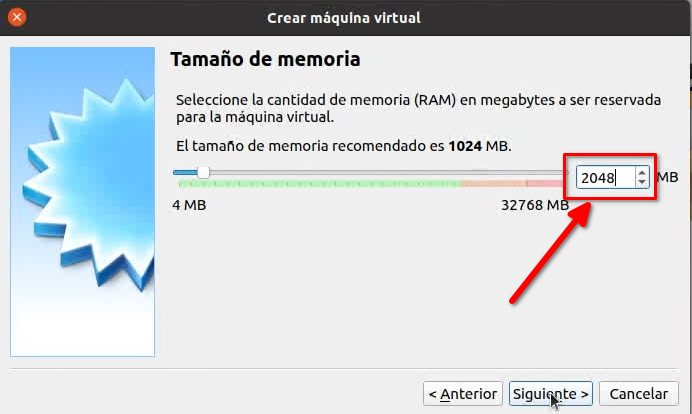 Crear máquina virtual
Tamaño de memoria
Seleccione la cantidad de memoria (RAM) en megabytes a ser reservada
para la máquina virtual.
El tamaño de memoria recomendado es 1024 MB.
2048 MB
4 MB 32768 MB
< Anterior Siguiente > Cancelar